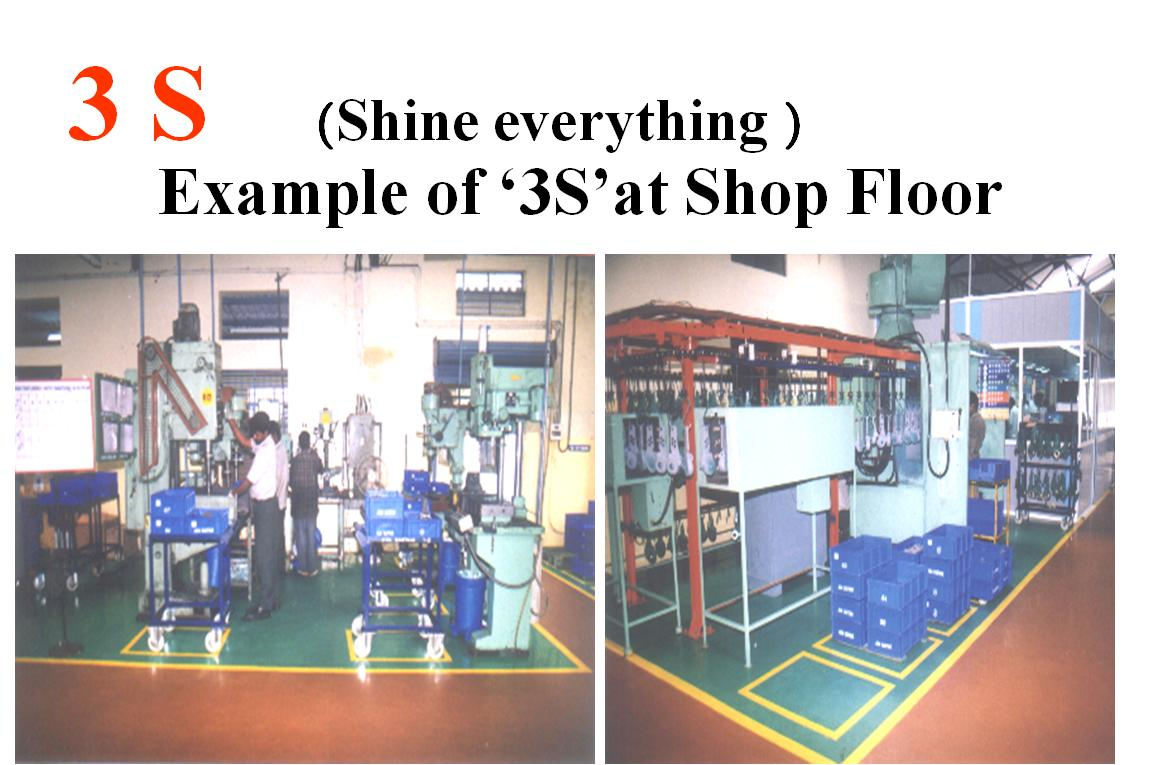 3 S (Shine everything )
Example of ‘3S’at Shop Floor